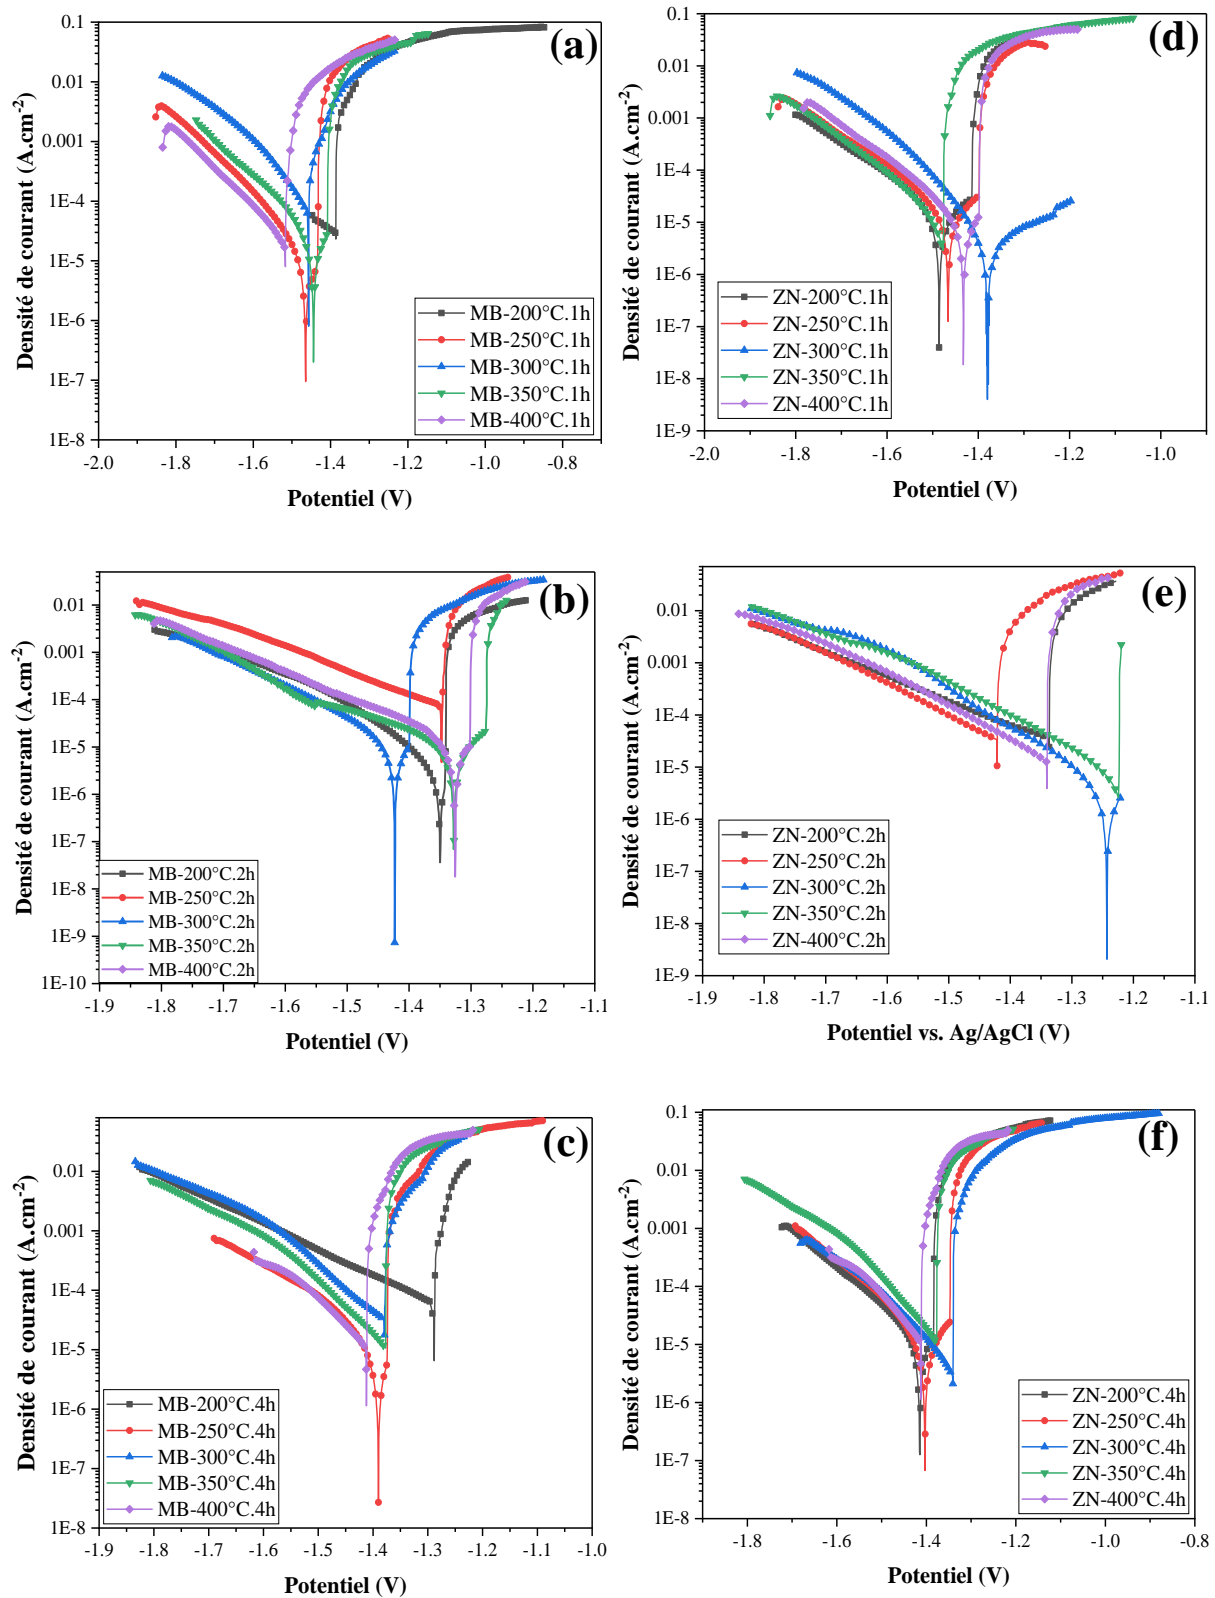 (a)
Densité de courant (A.cm⁻²)
0.1
0.01
0.001
1E-4
1E-5
1E-6
1E-7
1E-8
MB-200°C.1h
MB-250°C.1h
MB-300°C.1h
MB-350°C.1h
MB-400°C.1h
-2.0 -1.8 -1.6 -1.4 -1.2 -1.0 -0.8
Potentiel (V)
(d)
Densité de courant (A.cm⁻²)
0.1
0.01
0.001
1E-4
1E-5
1E-6
1E-7
1E-8
1E-9
ZN-200°C.1h
ZN-250°C.1h
ZN-300°C.1h
ZN-350°C.1h
ZN-400°C.1h
-2.0 -1.8 -1.6 -1.4 -1.2 -1.0
Potentiel (V)
(b)
Densité de courant (A.cm⁻²)
0.01
0.001
1E-4
1E-5
1E-6
1E-7
1E-8
1E-9
1E-10
MB-200°C.2h
MB-250°C.2h
MB-300°C.2h
MB-350°C.2h
MB-400°C.2h
-1.9 -1.8 -1.7 -1.6 -1.5 -1.4 -1.3 -1.2 -1.1
Potentiel (V)
(e)
Densité de courant (A.cm⁻²)
0.01
0.001
1E-4
1E-5
1E-6
1E-7
1E-8
1E-9
ZN-200°C.2h
ZN-250°C.2h
ZN-300°C.2h
ZN-350°C.2h
ZN-400°C.2h
-1.9 -1.8 -1.7 -1.6 -1.5 -1.4 -1.3 -1.2 -1.1
Potentiel vs. Ag/AgCl (V)
(c)
Densité de courant (A.cm⁻²)
0.01
0.001
1E-4
1E-5
1E-6
1E-7
1E-8
MB-200°C.4h
MB-250°C.4h
MB-300°C.4h
MB-350°C.4h
MB-400°C.4h
-1.9 -1.8 -1.7 -1.6 -1.5 -1.4 -1.3 -1.2 -1.1 -1.0
Potentiel (V)
(f)
Densité de courant (A.cm⁻²)
0.1
0.01
0.001
1E-4
1E-5
1E-6
1E-7
1E-8
ZN-200°C.4h
ZN-250°C.4h
ZN-300°C.4h
ZN-350°C.4h
ZN-400°C.4h
-1.8 -1.6 -1.4 -1.2 -1.0 -0.8
Potentiel (V)